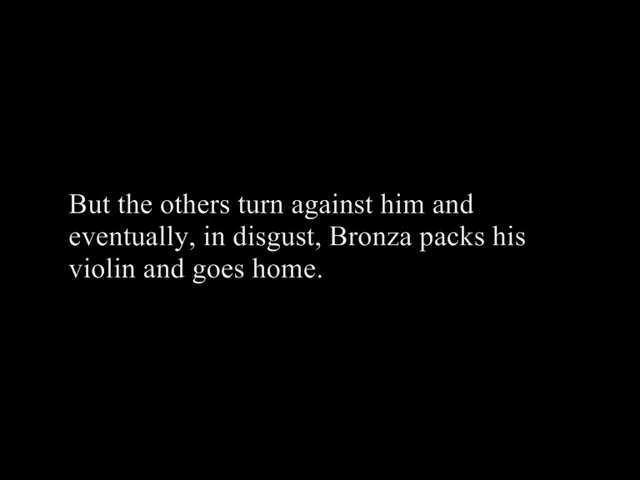 But the others turn against him and
eventually, in disgust, Bronza packs his
violin and goes home.